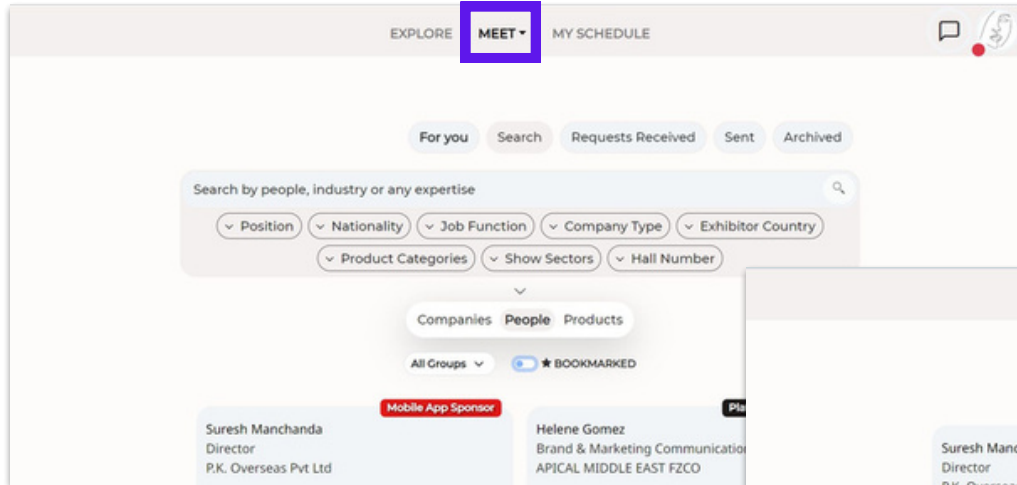 EXPLORE MEET MY SCHEDULE
For you Search Requests Received Sent Archived
Search by people, industry or any expertise
Position Nationality Job Function Company Type Exhibitor Country
Product Categories Show Sectors Hall Number
Companies People Products
All Groups ★ BOOKMARKED
Mobile App Sponsor
Suresh Manchanda
Director
P.K. Overseas Pvt Ltd
Helene Gomez
Brand & Marketing Communication
APICAL MIDDLE EAST FZCO
Suresh
Director